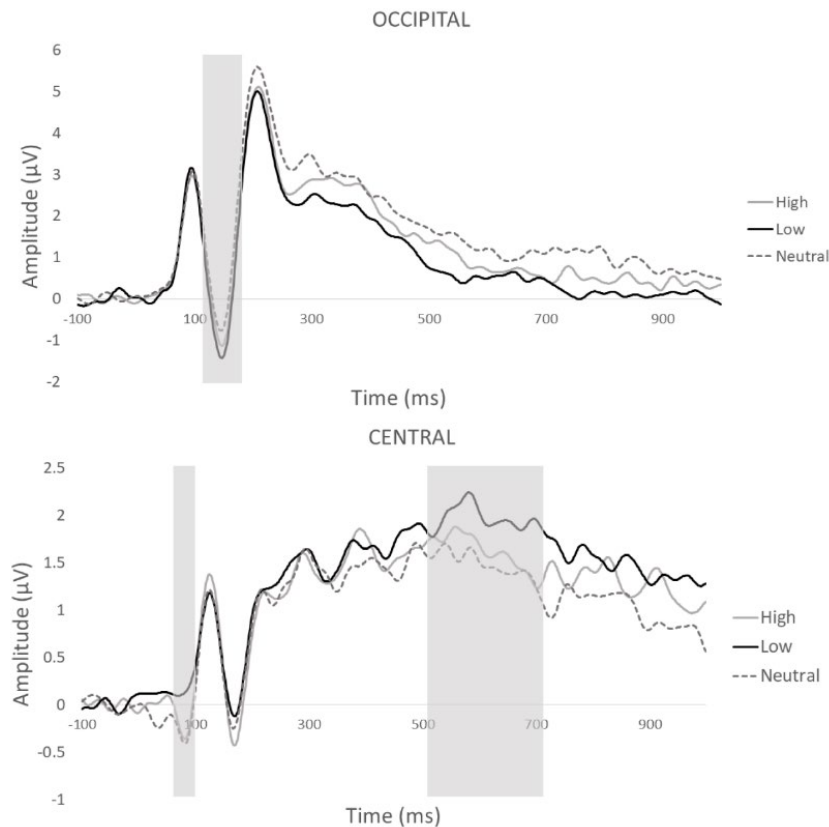 OCCIPITAL
6
5
4
3
2
1
0
-1
-2
Amplitude (µV)
-100 100 300 500 700 900
Time (ms)
High
Low
Neutral
CENTRAL
2.5
2
1.5
1
0.5
0
-0.5
-1
Amplitude (µV)
-100 100 300 500 700 900
Time (ms)
High
Low
Neutral